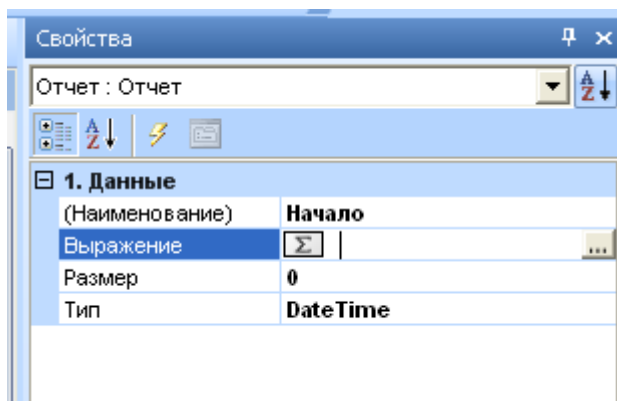 Свойства
Отчет : Отчет
1. Данные
(Наименование) Начало
Выражение Σ ...
Размер 0
Тип DateTime